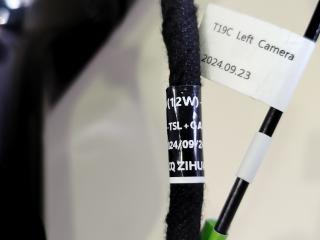 T19C Left Camera
2024.09.23
(12W)-
-TSL+GA
24/09/2
ZIHU